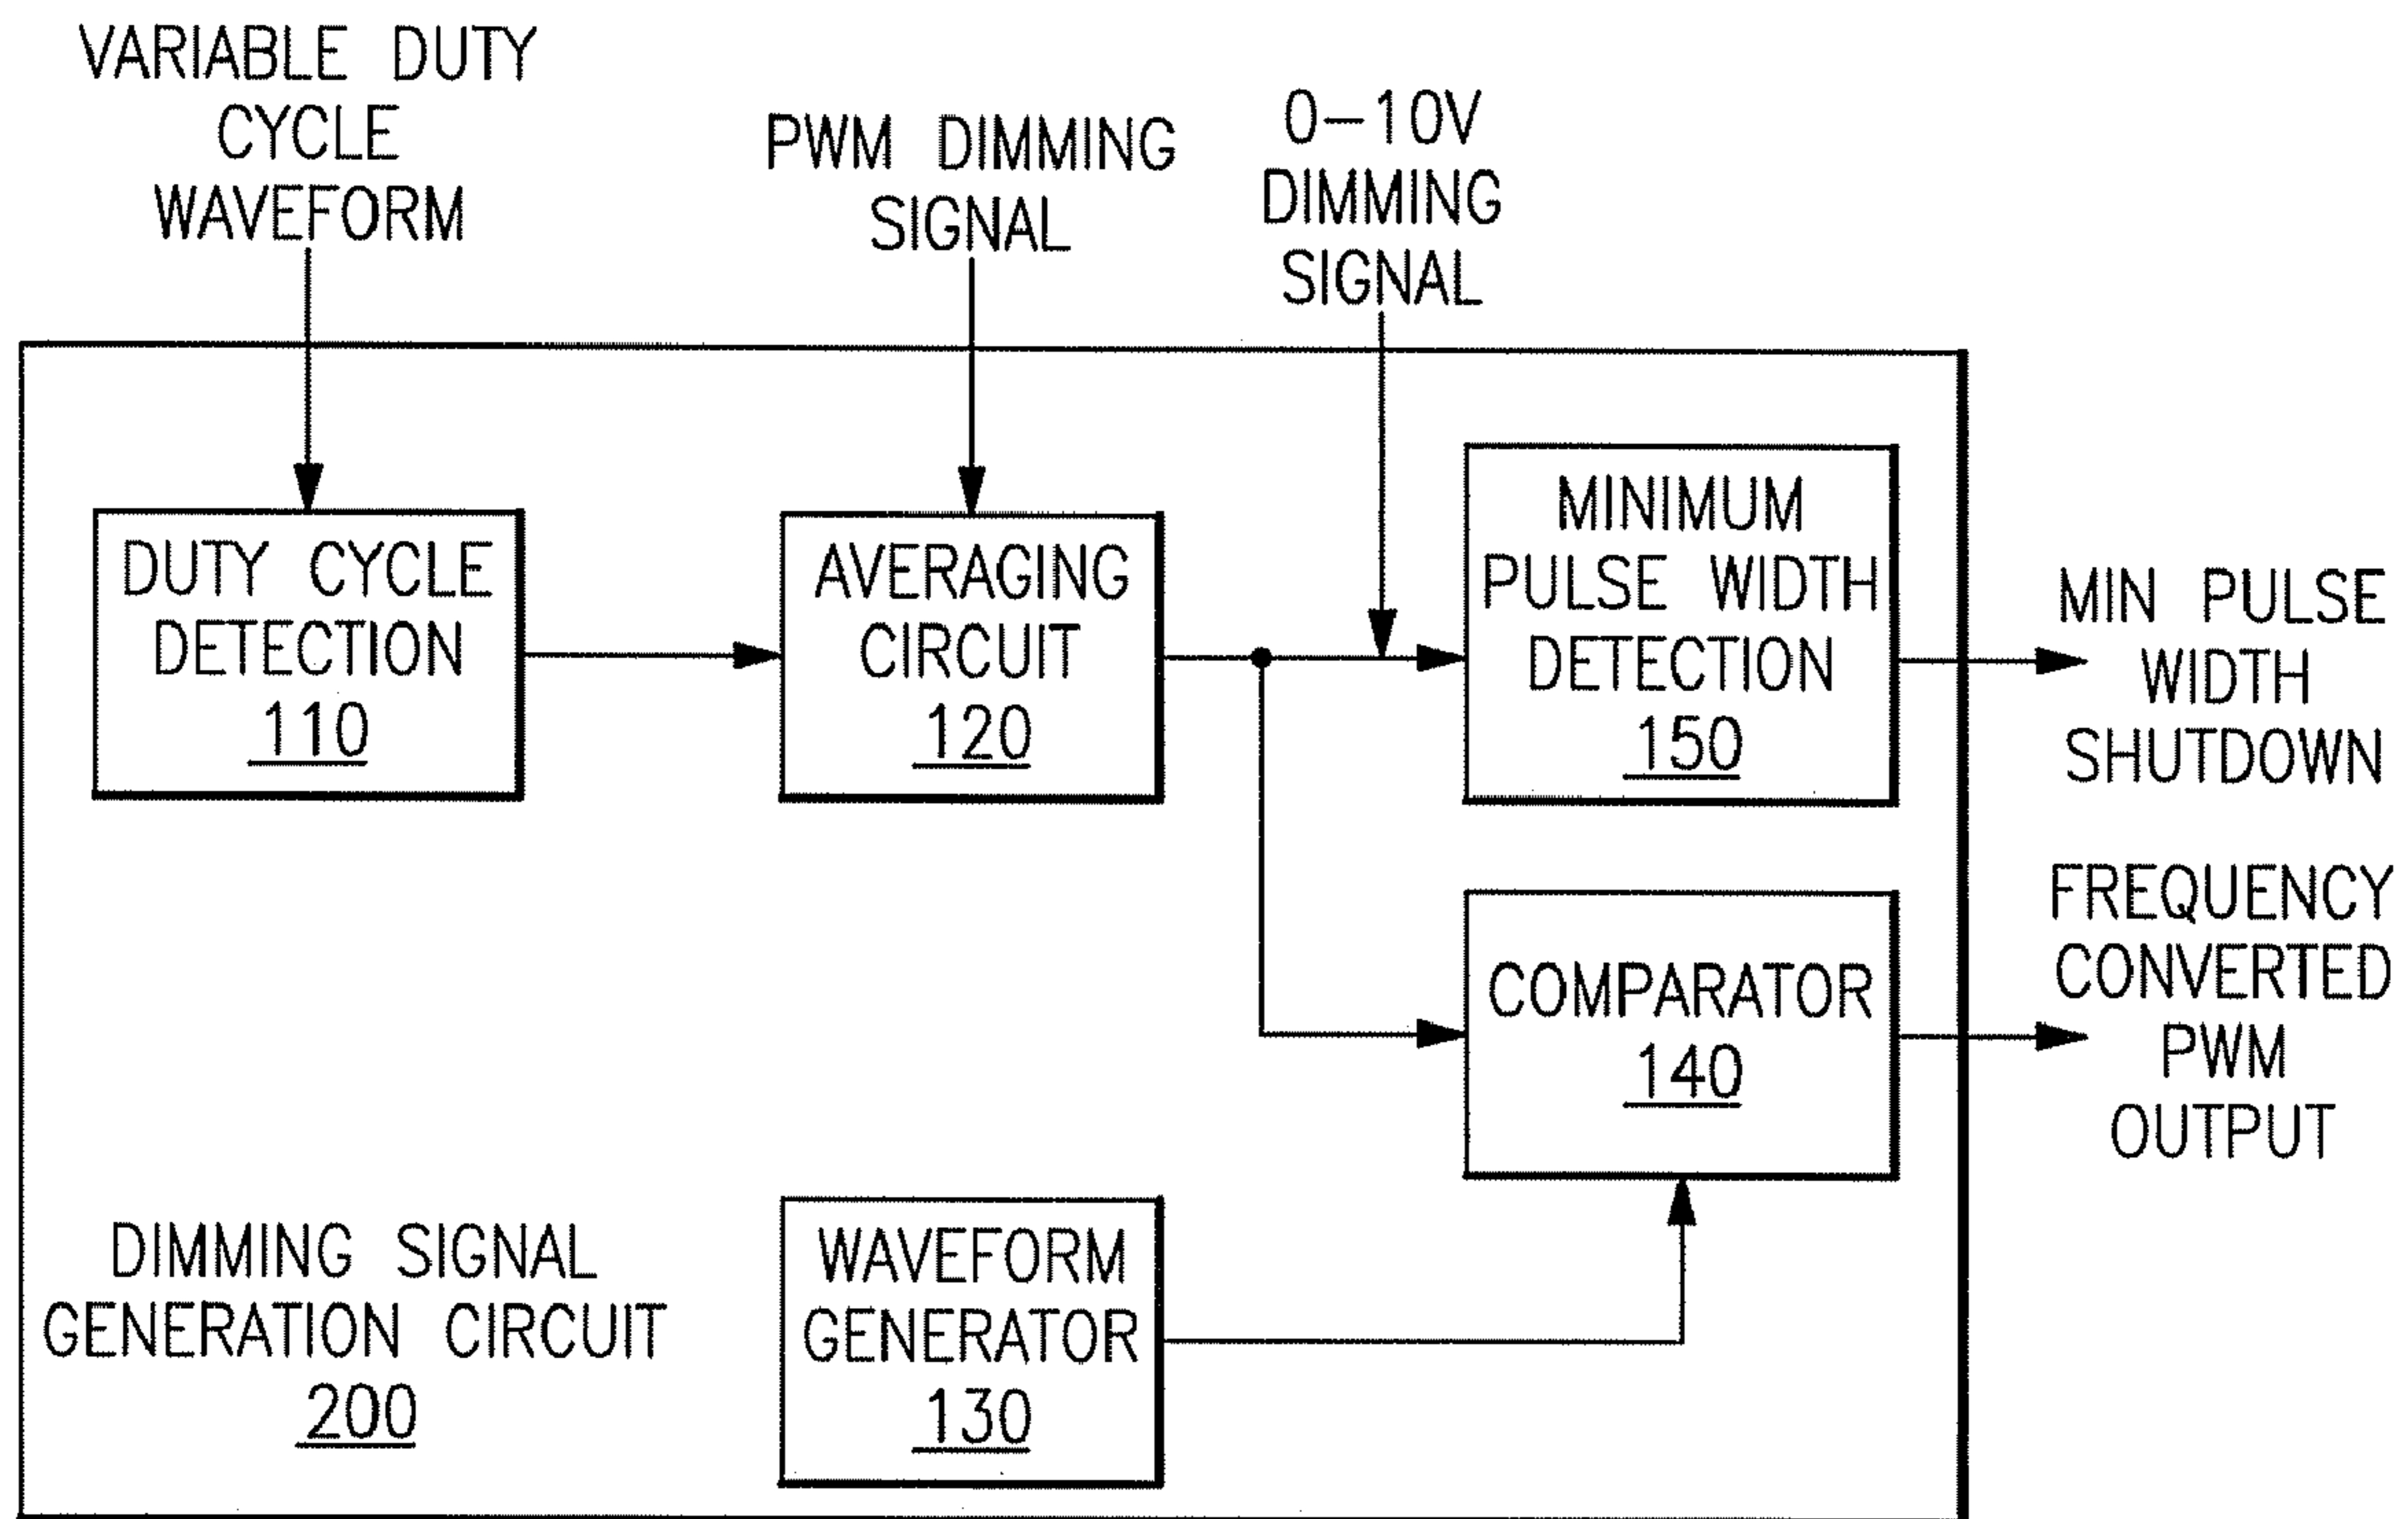 VARIABLE DUTY
CYCLE
WAVEFORM
PWM DIMMING
SIGNAL
0-10V
DIMMING
SIGNAL
DUTY CYCLE
DETECTION
110
AVERAGING
CIRCUIT
120
MINIMUM
PULSE WIDTH
DETECTION
150
MIN PULSE
WIDTH
SHUTDOWN
COMPARATOR
140
FREQUENCY
CONVERTED
PWM
OUTPUT
DIMMING SIGNAL
GENERATION CIRCUIT
200
WAVEFORM
GENERATOR
130